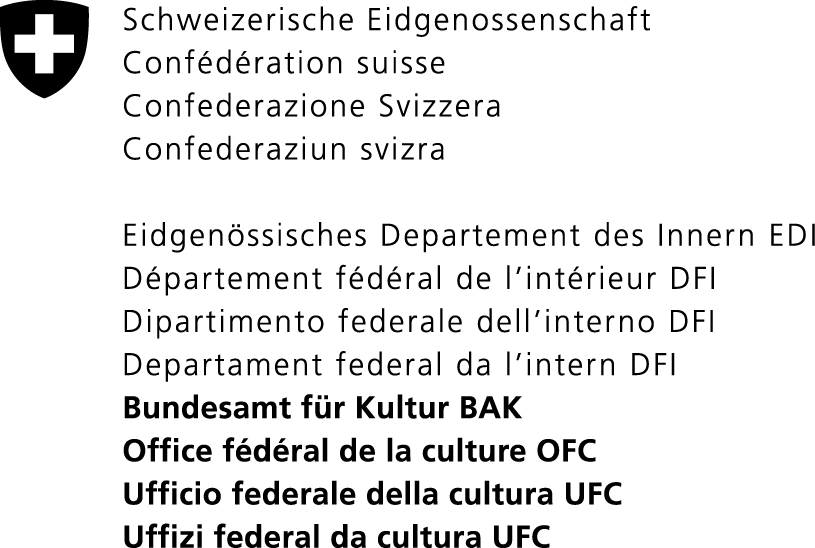 Schweizerische Eidgenossenschaft
Confédération suisse
Confederazione Svizzera
Confederaziun svizra
Eidgenössisches Departement des Innern EDI
Département fédéral de l’intérieur DFI
Dipartimento federale dell’interno DFI
Departament federal da l’intern DFI
Bundesamt für Kultur BAK
Office fédéral de la culture OFC
Ufficio federale della cultura UFC
Uffizi federal da cultura UFC